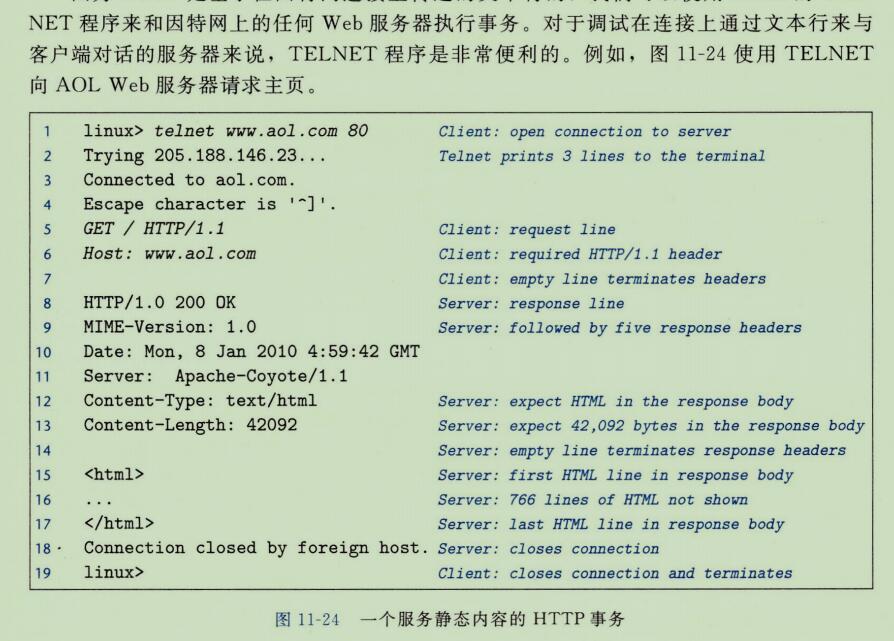 NET 程序来和因特网上的任何 Web 服务器执行事务。对于调试在连接上通过文本行来与
客户端对话的服务器来说，TELNET 程序是非常便利的。例如，图 11-24 使用 TELNET
向 AOL Web 服务器请求主页。
1 linux> telnet www.aol.com 80 Client: open connection to server
2 Trying 205.188.146.23... Telnet prints 3 lines to the terminal
3 Connected to aol.com.
4 Escape character is '^]'.
5 GET / HTTP/1.1 Client: request line
6 Host: www.aol.com Client: required HTTP/1.1 header
7 Client: empty line terminates headers
8 HTTP/1.0 200 OK Server: response line
9 MIME-Version: 1.0 Server: followed by five response headers
10 Date: Mon, 8 Jan 2010 4:59:42 GMT
11 Server: Apache-Coyote/1.1
12 Content-Type: text/html Server: expect HTML in the response body
13 Content-Length: 42092 Server: expect 42,092 bytes in the response body
14 Server: empty line terminates response headers
15 <html> Server: first HTML line in response body
16 ... Server: 766 lines of HTML not shown
17 </html> Server: last HTML line in response body
18 Connection closed by foreign host. Server: closes connection
19 linux> Client: closes connection and terminates
图 11-24 一个服务静态内容的 HTTP 事务